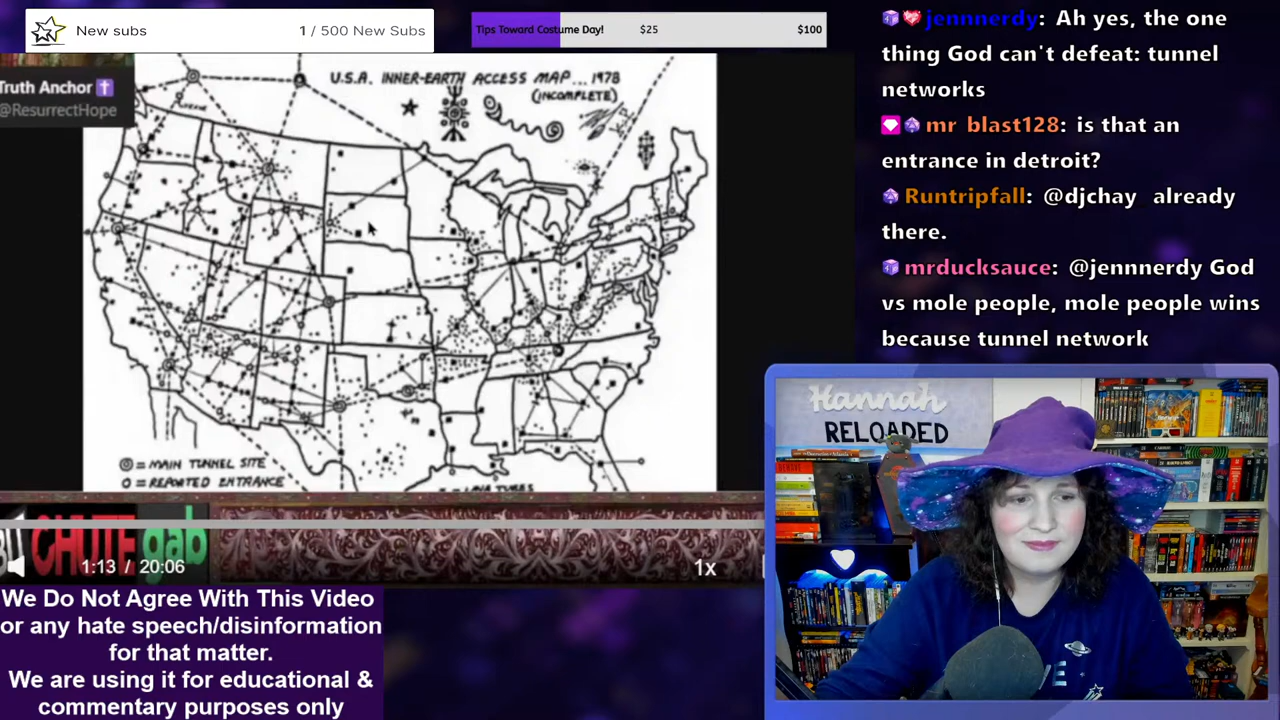 New subs
1 / 500 New Subs
Tips Toward Costume Day!
$25
$100
Truth Anchor
@ResurrectHope
U.S.A. INNER-EARTH ACCESS MAP...1978
(INCOMPLETE)
= MAIN TUNNEL SITE
O = REPORTED ENTRANCE
= LAVA TUBES
CHUTE gab
1:13 / 20:06
1x
We Do Not Agree With This Video
or any hate speech/disinformation
for that matter.
We are using it for educational &
commentary purposes only
jennnerdy: Ah yes, the one
thing God can't defeat: tunnel
networks
mr blast128: is that an
entrance in detroit?
Runtripfall: @djchay already
there.
mrducksauce: @jennnerdy God
vs mole people, mole people wins
because tunnel network
Hannah
RELOADED